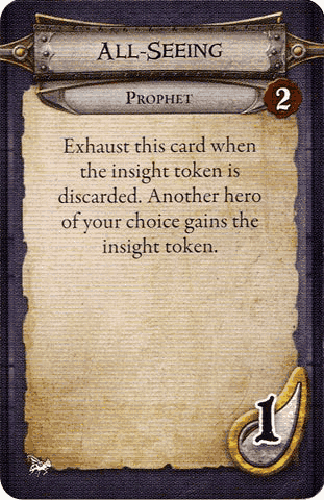 All-Seeing
Prophet
2
Exhaust this card when
the insight token is
discarded. Another hero
of your choice gains the
insight token.
1